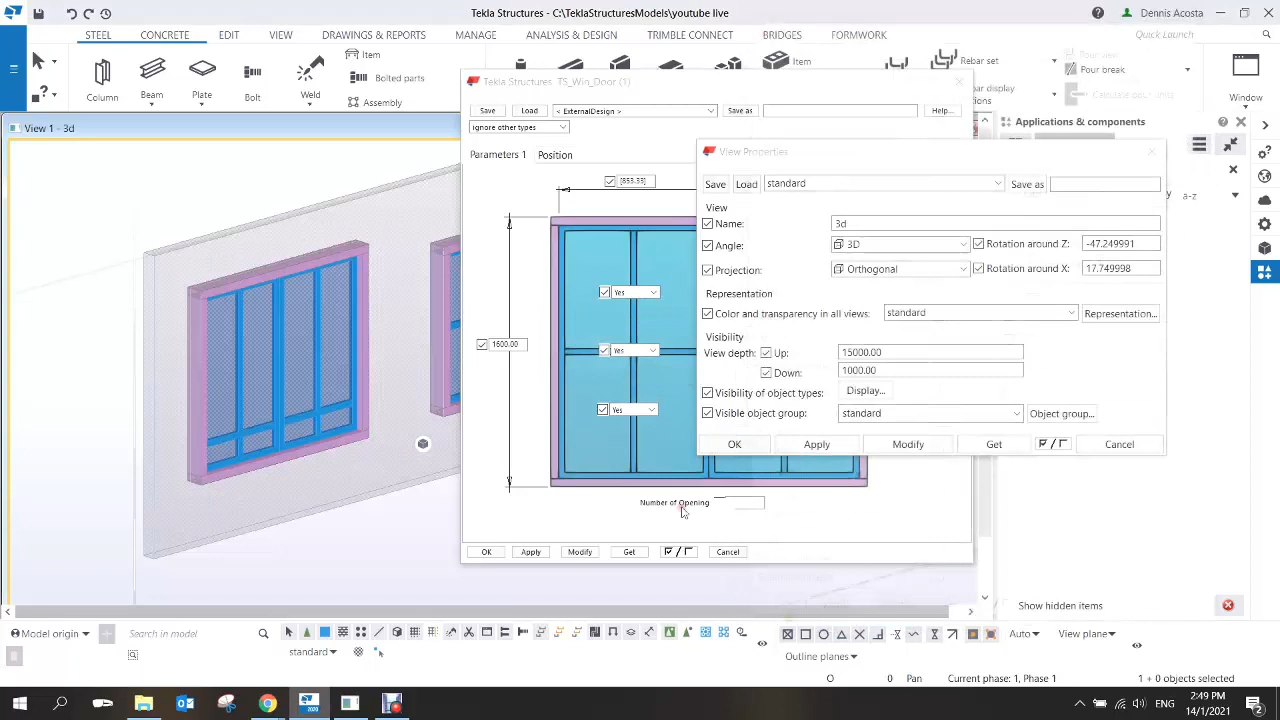 Tekla Structures - C:\TeklaStructuresModels\youtube live
Dennis Acosta
STEEL CONCRETE EDIT VIEW DRAWINGS & REPORTS MANAGE ANALYSIS & DESIGN TRIMBLE CONNECT BRIDGES FORMWORK
Quick Launch
Item
Bolted parts
Assembly
Column Beam Plate Bolt Weld
Item
Rebar set
Pour view
Pour break
Window
View 1 - 3d
Tekla Structures TS_Win_Door (1)
Save Load < ExternalDesign > Save as Help...
ignore other types
Parameters 1 Position
[853.33]
1600.00
Yes
Yes
Yes
Number of Opening
OK Apply Modify Get Cancel
View Properties
Save Load standard Save as
View
Name: 3d
Angle: 3D Rotation around Z: -47.249991
Projection: Orthogonal Rotation around X: 17.749998
Representation
Color and transparency in all views: standard Representation...
Visibility
View depth: Up: 15000.00
Down: 1000.00
Visibility of object types: Display...
Visible object group: standard Object group...
OK Apply Modify Get Cancel
Applications & components
a-z
Show hidden items
Model origin Search in model
standard
Auto View plane
Outline planes
O 0 Pan Current phase: 1, Phase 1 1 + 0 objects selected
2020
ENG 2:49 PM
14/1/2021
2